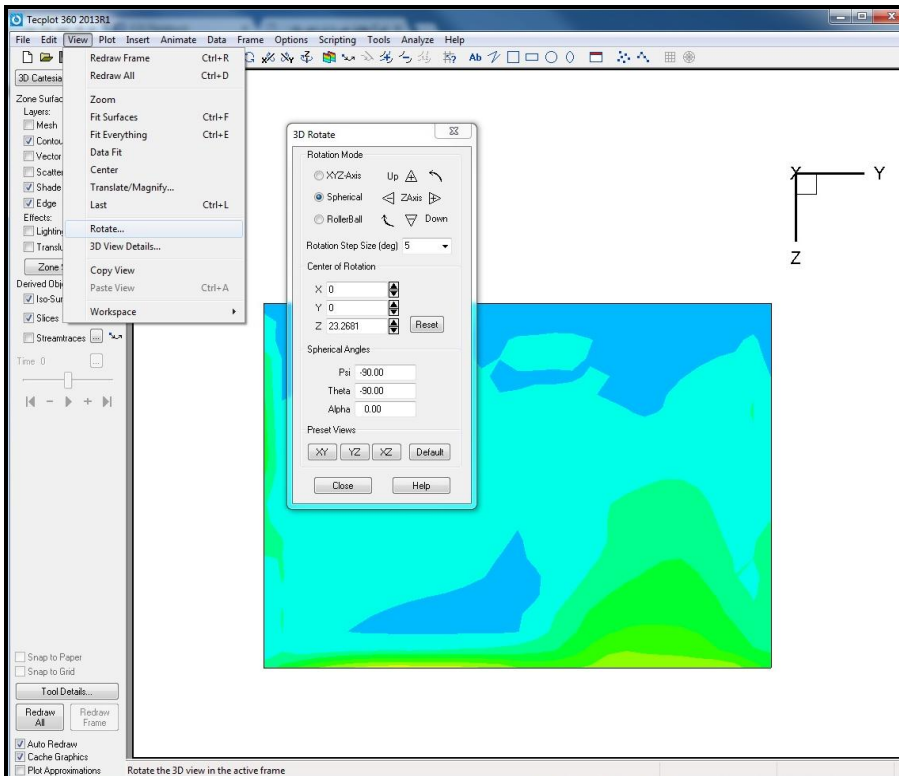 Tecplot 360 2013R1
File Edit View Plot Insert Animate Data Frame Options Scripting Tools Analyze Help
3D Cartesia
Redraw Frame Ctrl+R
Redraw All Ctrl+D
Zoom
Fit Surfaces Ctrl+F
Fit Everything Ctrl+E
Data Fit
Center
Translate/Magnify...
Last Ctrl+L
Rotate...
3D View Details...
Copy View
Paste View Ctrl+A
Workspace
Zone Surfac
Layers:
Mesh
Contou
Vector
Scatter
Shade
Edge
Effects:
Lightin
Translu
Zone S
Derived Obje
Iso-Sur
Slices
Streamtraces ...
Time 0 ...
Snap to Paper
Snap to Grid
Tool Details...
Redraw All
Redraw Frame
Auto Redraw
Cache Graphics
Plot Approximations
Ab
3D Rotate
Rotation Mode
XYZ-Axis Up
Spherical ZAxis
RollerBall Down
Rotation Step Size (deg) 5
Center of Rotation
X 0
Y 0
Z 23.2681 Reset
Spherical Angles
Psi -90.00
Theta -90.00
Alpha 0.00
Preset Views
XY YZ XZ Default
Close Help
X Y
Z
Rotate the 3D view in the active frame